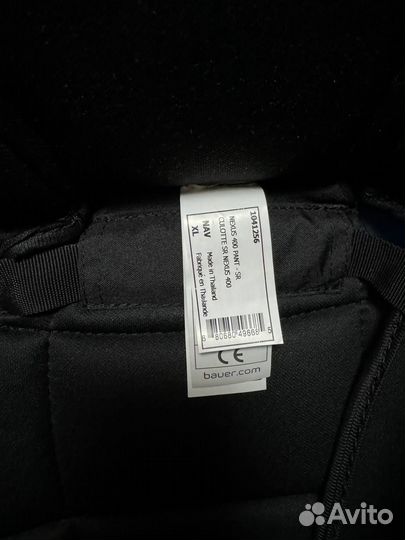 1041256
NEXUS 400 PANT - SR
CULOTTE SR NEXUS 400
NAV
XL
Made in Thailand
Fabriqué en Thaïlande
CE
bauer.com
Avito